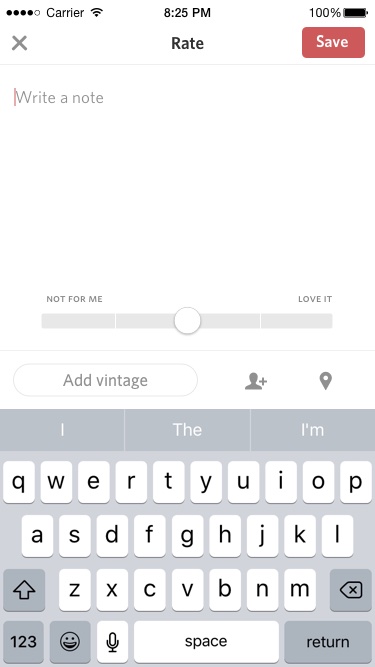 Carrier 8:25 PM 100%
Rate Save
Write a note
NOT FOR ME LOVE IT
Add vintage
I The I'm
q w e r t y u i o p
a s d f g h j k l
z x c v b n m
123 space return